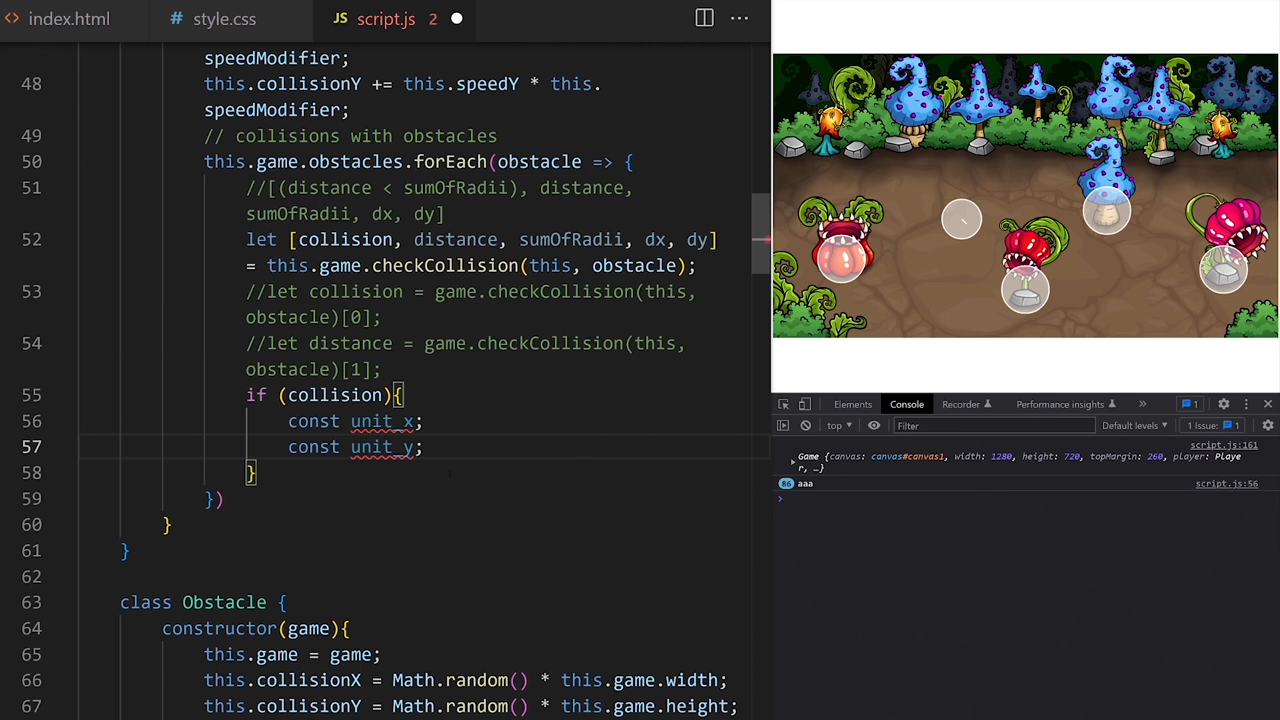 index.html
style.css
JS script.js 2
speedModifier;
48 this.collisionY += this.speedY * this.
speedModifier;
49 // collisions with obstacles
50 this.game.obstacles.forEach(obstacle => {
51 //[(distance < sumOfRadii), distance,
sumOfRadii, dx, dy]
52 let [collision, distance, sumOfRadii, dx, dy]
= this.game.checkCollision(this, obstacle);
53 //let collision = game.checkCollision(this,
obstacle)[0];
54 //let distance = game.checkCollision(this,
obstacle)[1];
55 if (collision){
56 const unit_x;
57 const unit_y;
58 }
59 })
60 }
61 }
62
63 class Obstacle {
64 constructor(game){
65 this.game = game;
66 this.collisionX = Math.random() * this.game.width;
67 this.collisionY = Math.random() * this.game.height;
Elements Console Recorder Performance insights » 1
top Filter Default levels 1 Issue: 1
script.js:161
Game {canvas: canvas#canvas1, width: 1280, height: 720, topMargin: 260, player: Playe
r, …}
86 aaa script.js:56